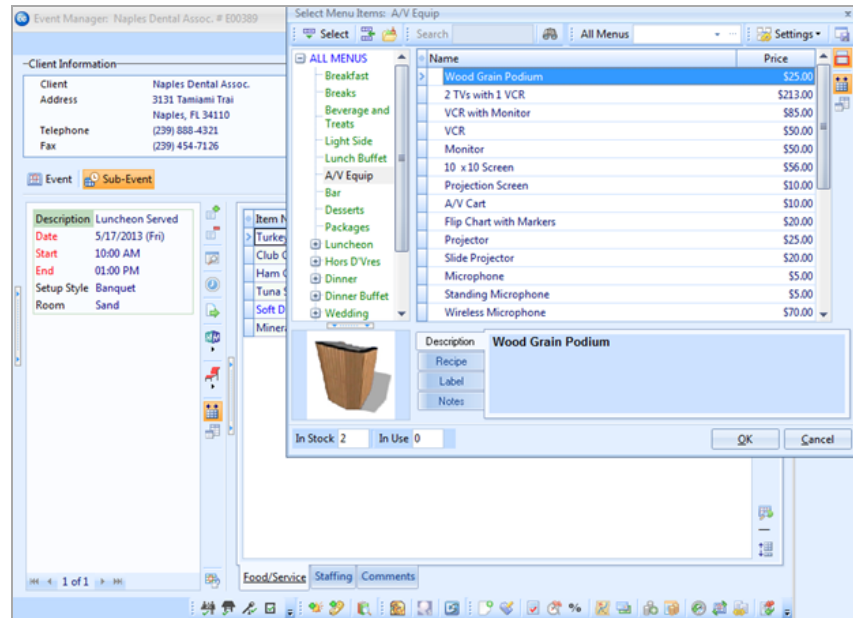 Event Manager: Naples Dental Assoc. # E00389
Client Information
Client Naples Dental Assoc.
Address 3131 Tamiami Trai
Naples, FL 34110
Telephone (239) 888-4321
Fax (239) 454-7126
Event Sub-Event
Description Luncheon Served
Date 5/17/2013 (Fri)
Start 10:00 AM
End 01:00 PM
Setup Style Banquet
Room Sand
1 of 1
Item N
Turkey
Club
Ham
Tuna
Soft D
Minera
Food/Service Staffing Comments
Select Menu Items: A/V Equip
Select Search All Menus Settings
ALL MENUS
Breakfast
Breaks
Beverage and
Treats
Light Side
Lunch Buffet
A/V Equip
Bar
Desserts
Packages
Luncheon
Hors D'Vres
Dinner
Dinner Buffet
Wedding
Name Price
Wood Grain Podium $25.00
2 TVs with 1 VCR $213.00
VCR with Monitor $85.00
VCR $50.00
Monitor $50.00
10 x 10 Screen $56.00
Projection Screen $10.00
A/V Cart $10.00
Flip Chart with Markers $20.00
Projector $25.00
Slide Projector $20.00
Microphone $5.00
Standing Microphone $5.00
Wireless Microphone $70.00
Description Wood Grain Podium
Recipe
Label
Notes
In Stock 2 In Use 0
OK Cancel